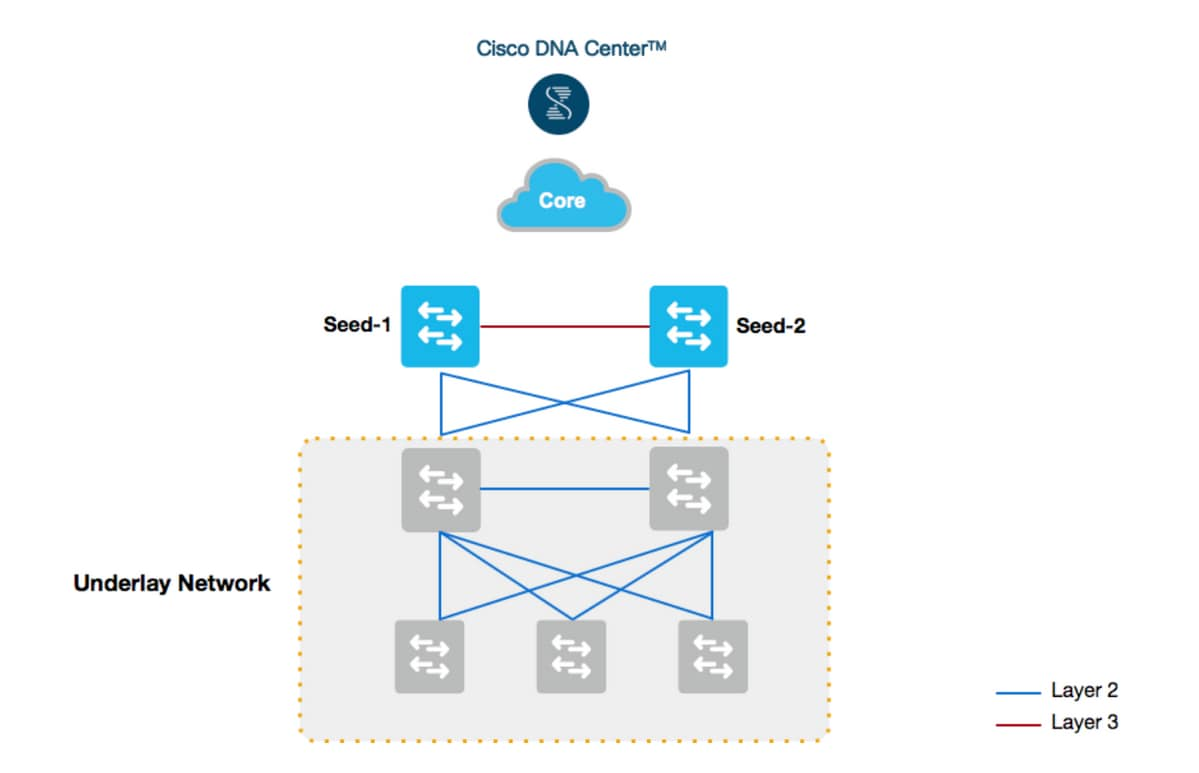 Cisco DNA Center™
Core
Seed-1
Seed-2
Underlay Network
Layer 2
Layer 3